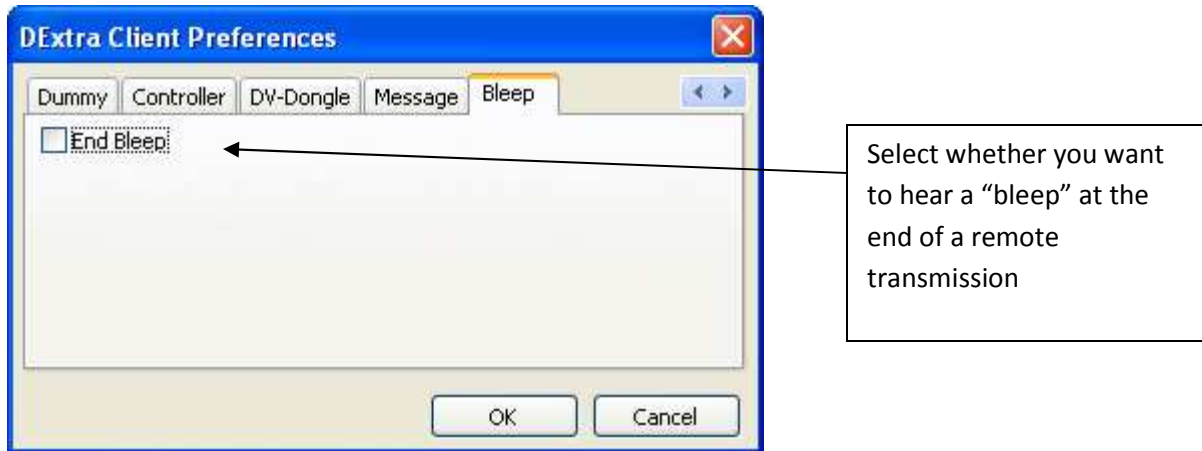 DExtra Client Preferences
Dummy Controller DV-Dongle Message Bleep
End Bleep
Select whether you want
to hear a “bleep” at the
end of a remote
transmission
OK Cancel